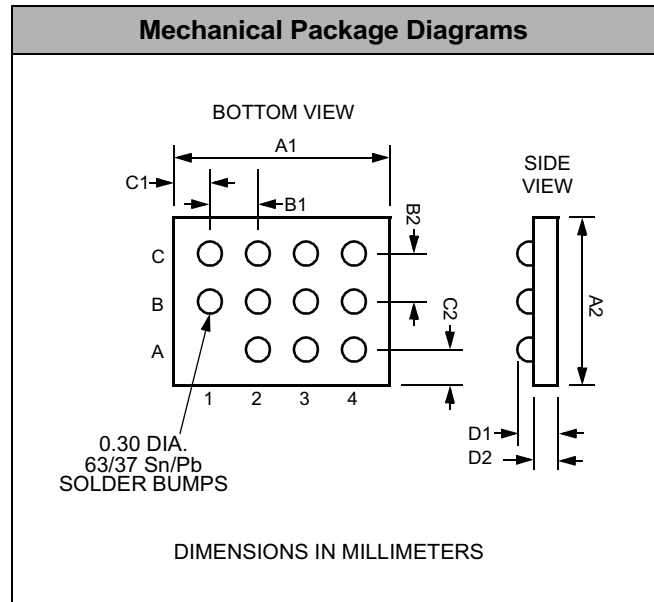 Mechanical Package Diagrams
BOTTOM VIEW
A1
C1
B1
SIDE
VIEW
B2
C
B
A
C2
A2
1 2 3 4
D1
D2
0.30 DIA.
63/37 Sn/Pb
SOLDER BUMPS
DIMENSIONS IN MILLIMETERS